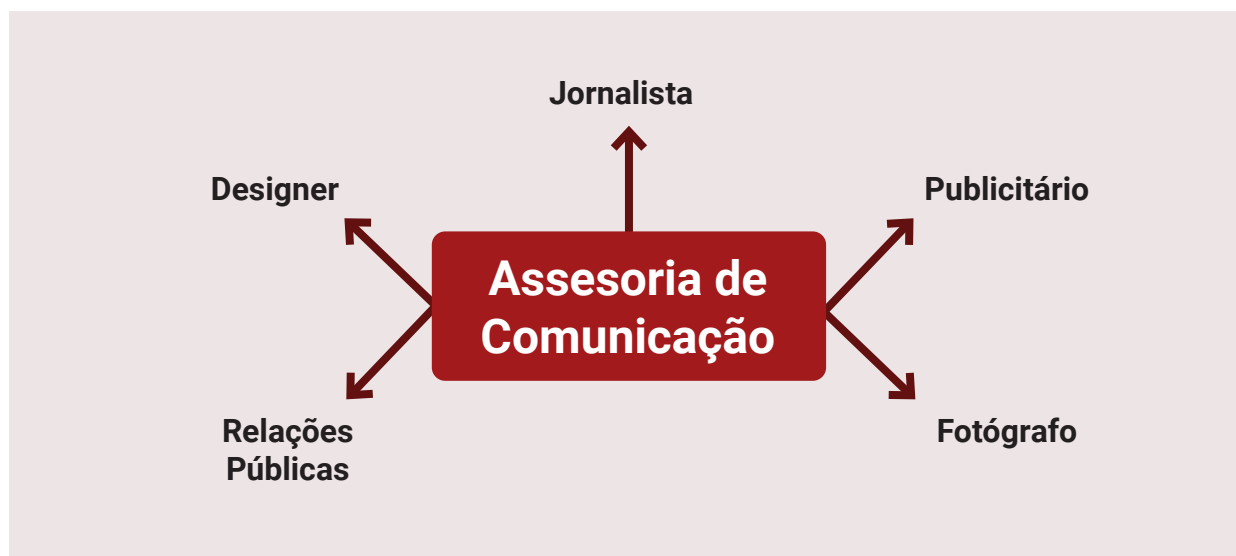 Jornalista
Designer
Publicitário
Assesoria de
Comunicação
Relações
Públicas
Fotógrafo